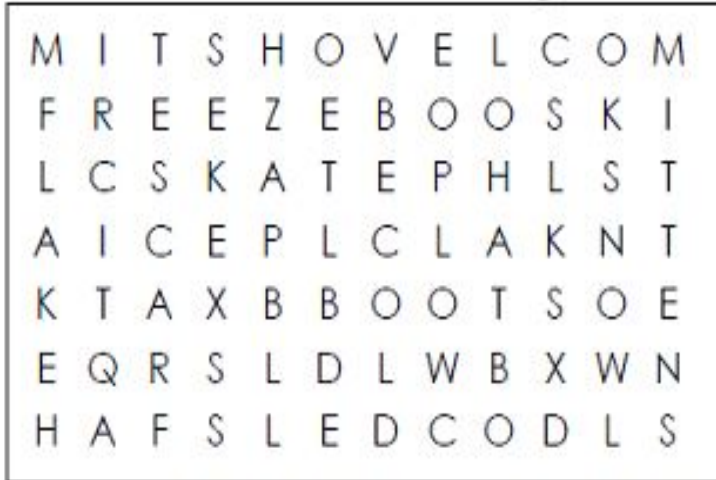 M I T S H O V E L C O M
F R E E Z E B O O S K I
L C S K A T E P H L S T
A I C E P L C L A K N T
K T A X B B O O T S O E
E Q R S L D L W B X W N
H A F S L E D C O D L S